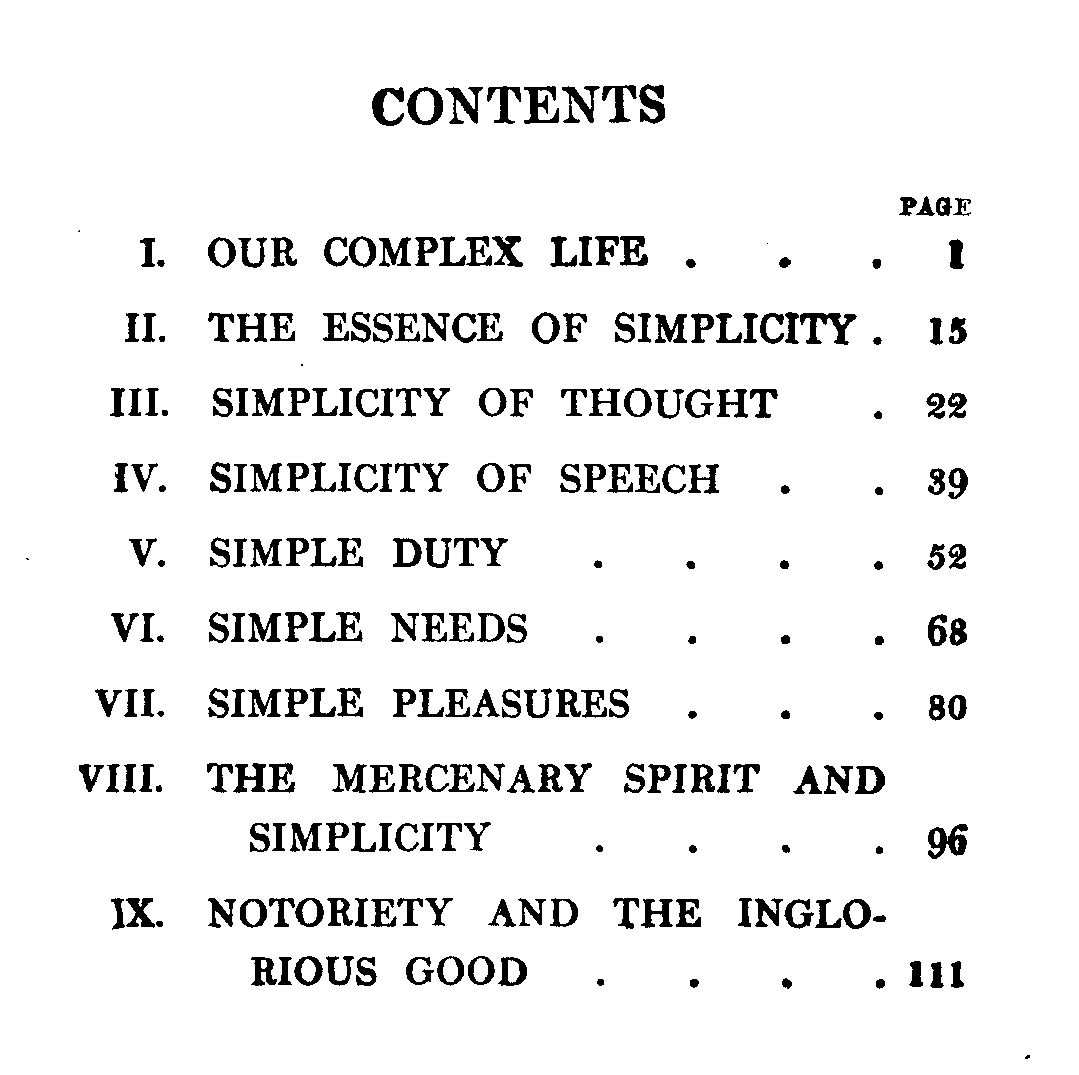 CONTENTS
PAGE
I. OUR COMPLEX LIFE . . . 1
II. THE ESSENCE OF SIMPLICITY . 15
III. SIMPLICITY OF THOUGHT . 22
IV. SIMPLICITY OF SPEECH . . 39
V. SIMPLE DUTY . . . . 52
VI. SIMPLE NEEDS . . . . 68
VII. SIMPLE PLEASURES . . . 80
VIII. THE MERCENARY SPIRIT AND
SIMPLICITY . . . . 96
IX. NOTORIETY AND THE INGLO-
RIOUS GOOD . . . . 111